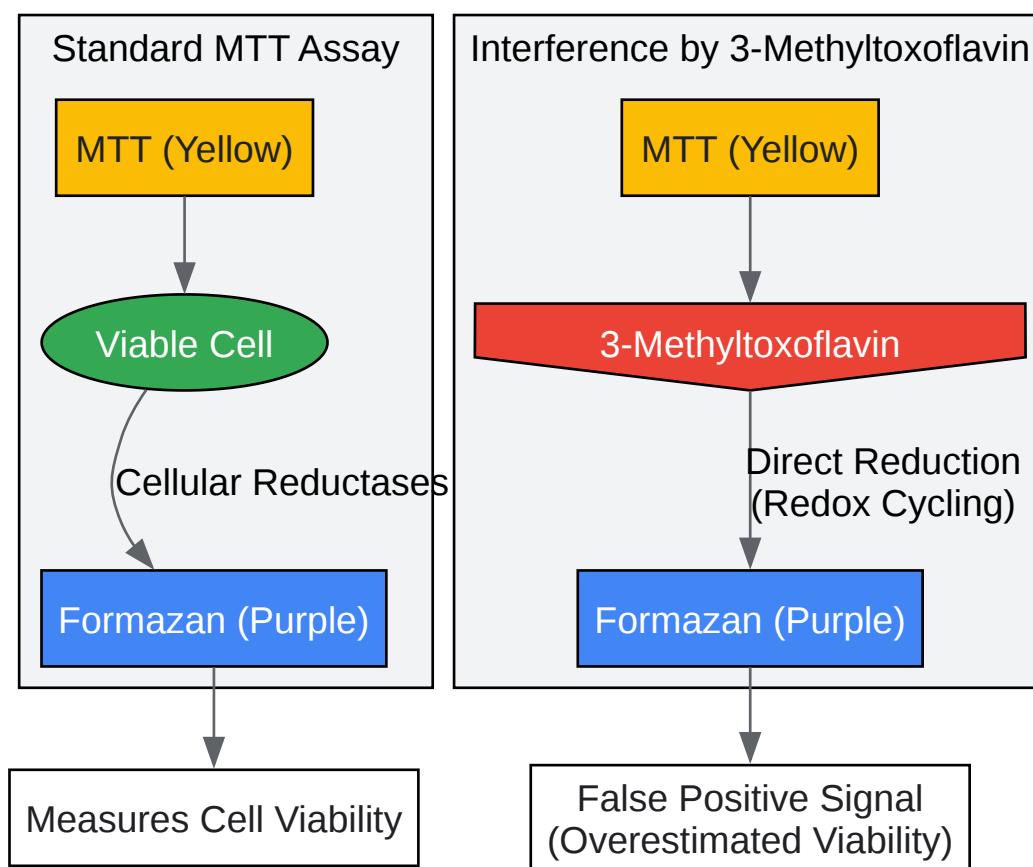 Standard MTT Assay
MTT (Yellow)
Viable Cell
Cellular Reductases
Formazan (Purple)
Measures Cell Viability
Interference by 3-Methyltoxoflavin
MTT (Yellow)
3-Methyltoxoflavin
Direct Reduction
(Redox Cycling)
Formazan (Purple)
False Positive Signal
(Overestimated Viability)